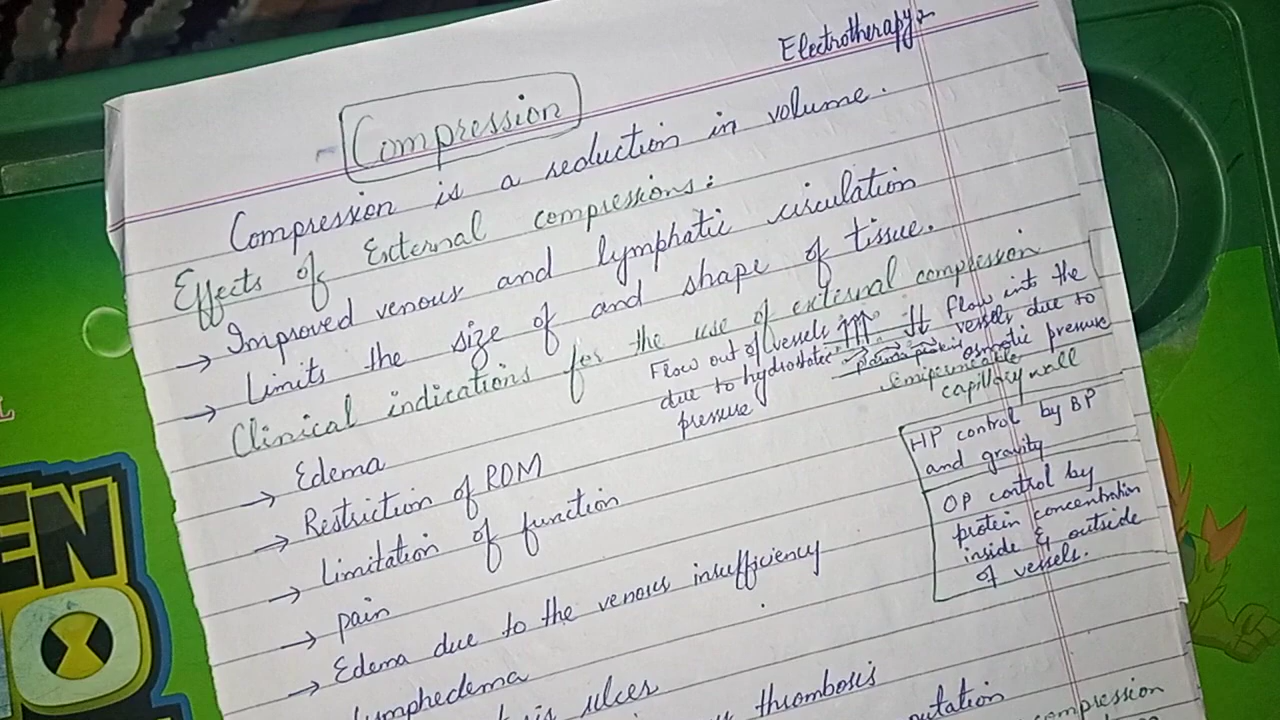 Electrotherapy
Compression
Compression is a reduction in volume.
Effects of External compressions:
→ Improved venous and lymphatic circulation
→ Limits the size of and shape of tissue.
Clinical indications for the use of external compression
→ Edema
→ Restriction of ROM
→ Limitation of function
→ pain
→ Edema due to the venous insufficiency
lymphedema
ulcer
thrombosis
compression
Flow out of vessels ↑↑↑
due to hydrostatic
pressure
Flow into the
vessels due to
osmotic pressure
capillary wall
HP control by BP
and gravity
OP control by
protein concentration
inside & outside
of vessels.
EN